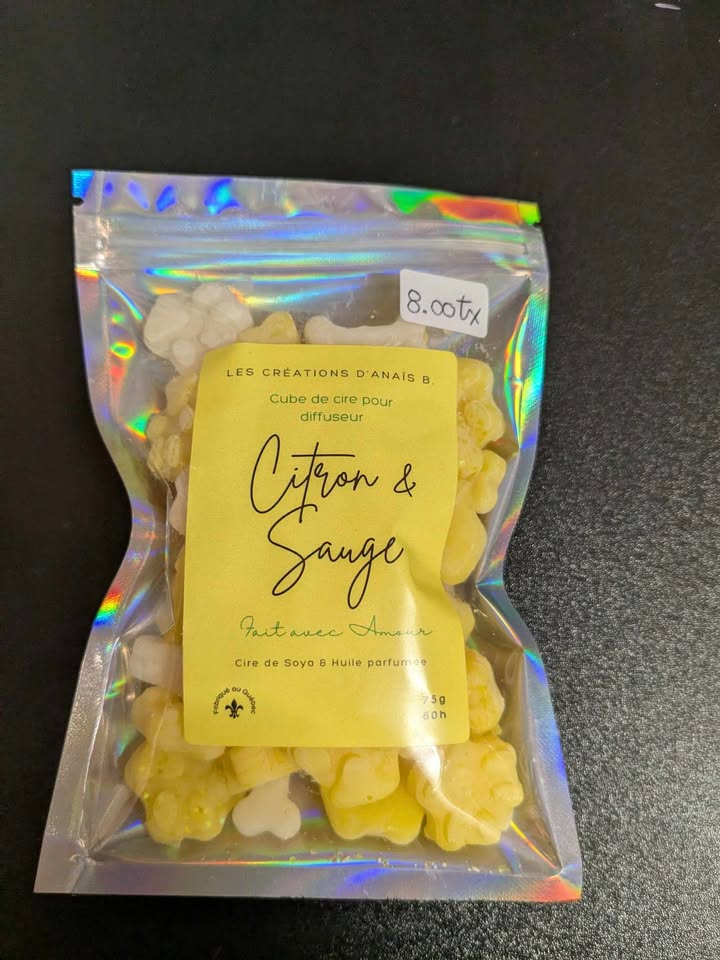 8.00tx
LES CRÉATIONS D'ANAÏS B.
Cube de cire pour
diffuseur
Citron &
Sauge
Fait avec Amour
Cire de Soya & Huile parfumée
Fabriqué au Québec
75g
60h